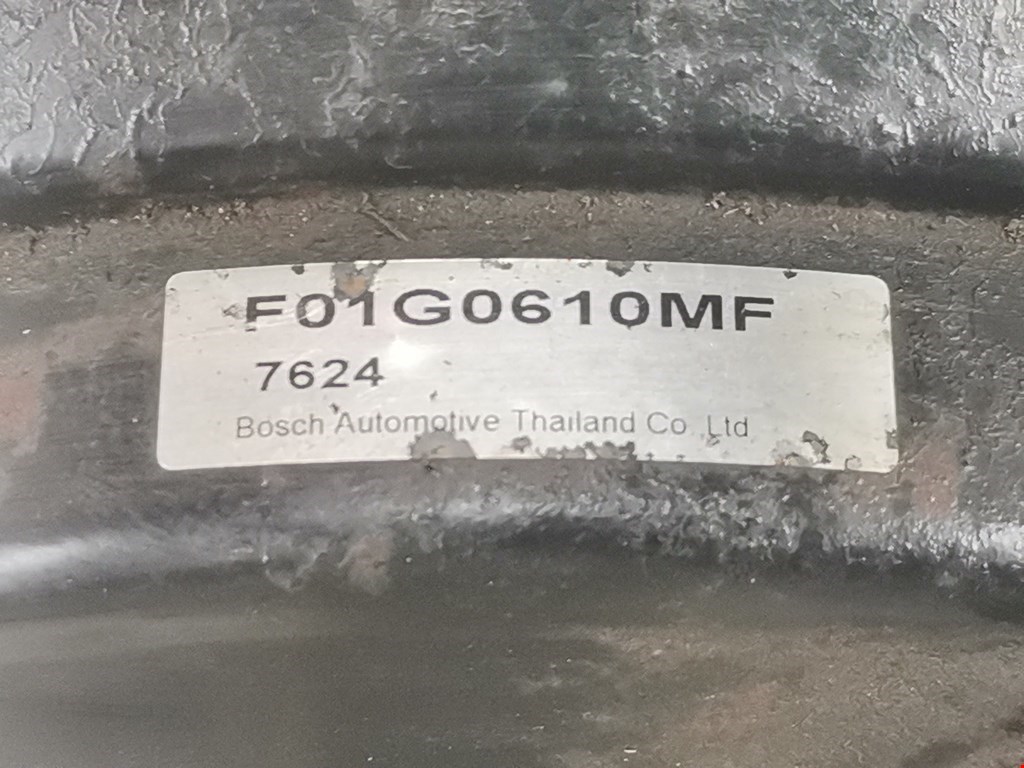 F01G0610MF
7624
Bosch Automotive Thailand Co.,Ltd